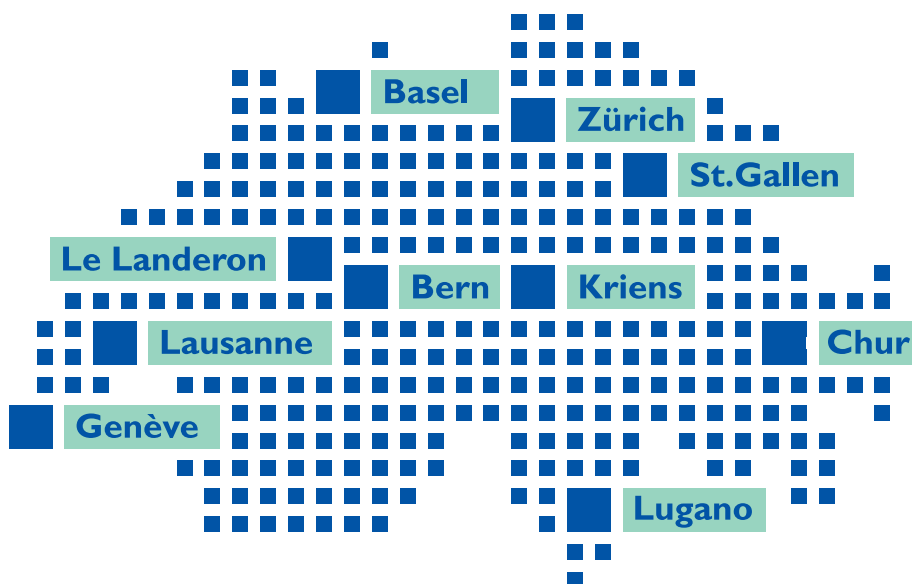 Basel
Zürich
St.Gallen
Le Landeron
Bern
Kriens
Lausanne
Chur
Genève
Lugano